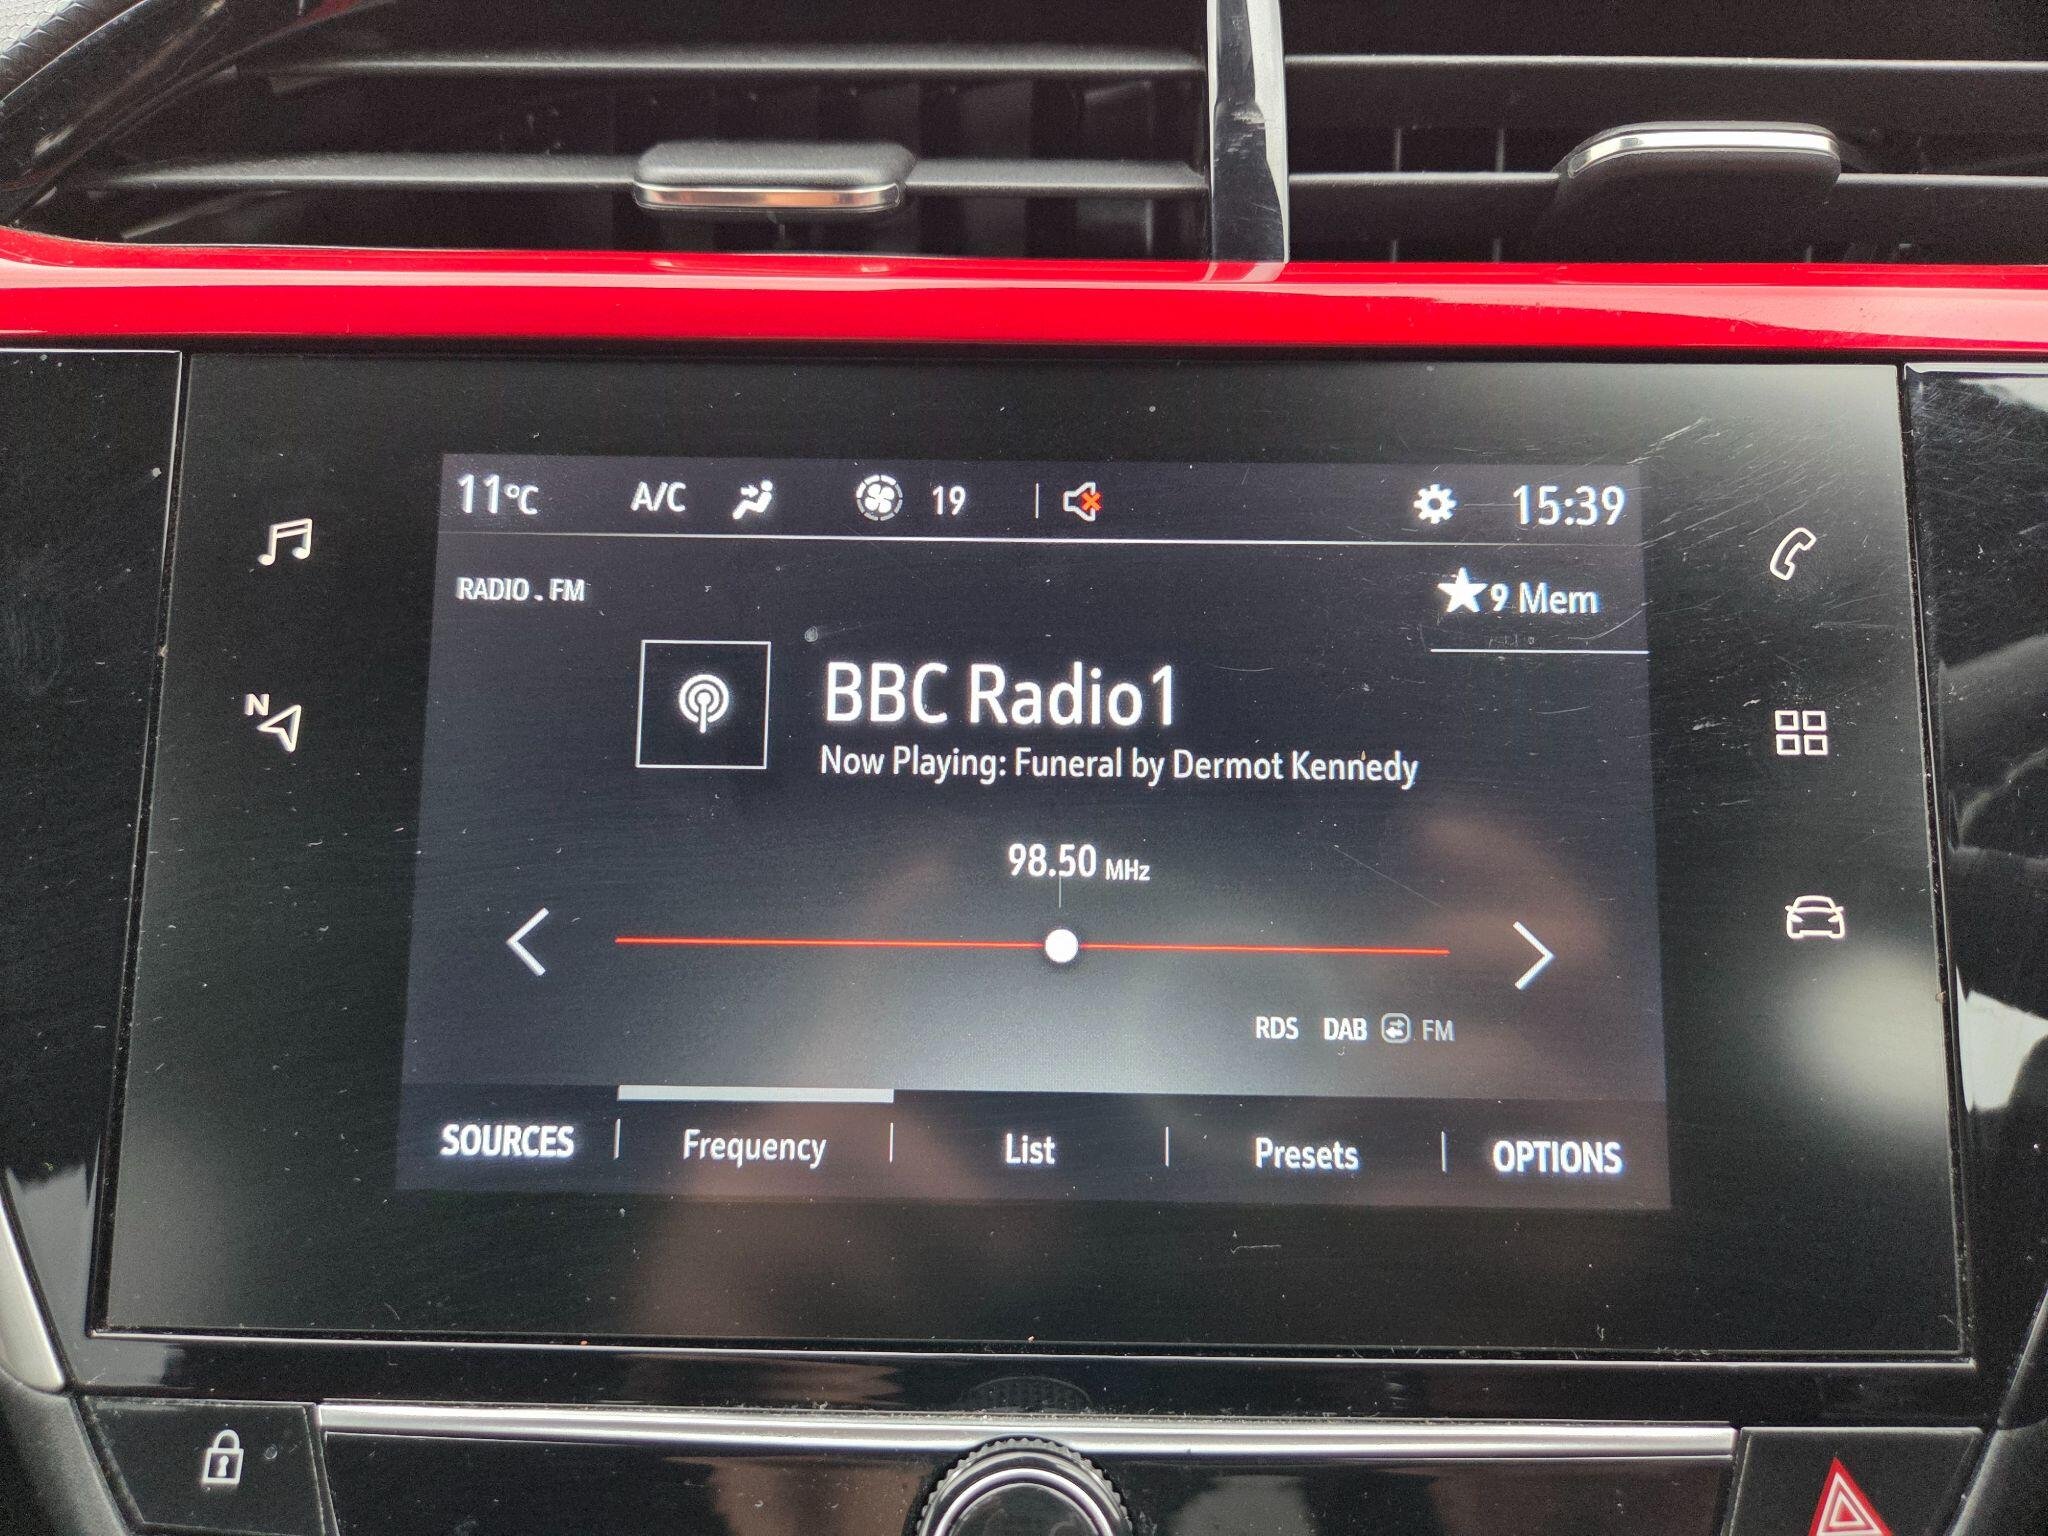 11°C A/C 19 15:39
RADIO . FM
9 Mem
BBC Radio1
Now Playing: Funeral by Dermot Kennedy
98.50 MHz
N
RDS DAB FM
SOURCES Frequency List Presets OPTIONS